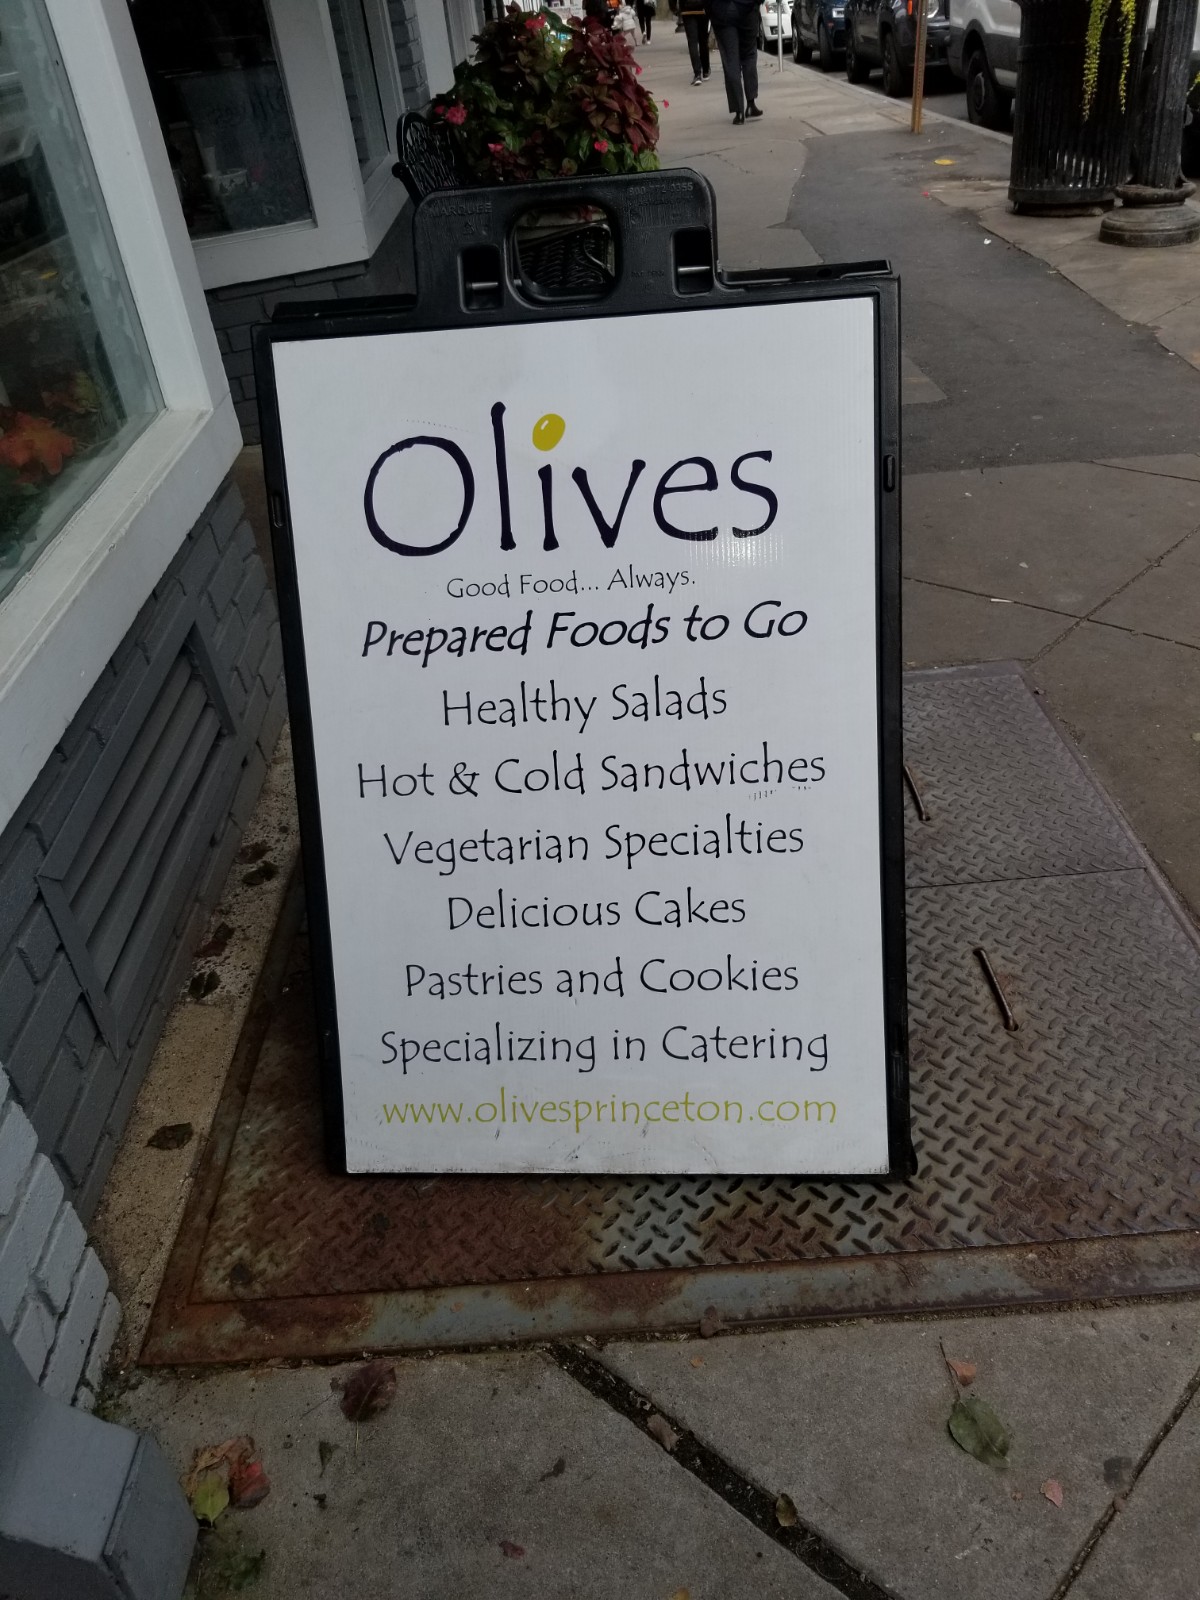 Olives
Good Food... Always.
Prepared Foods to Go
Healthy Salads
Hot & Cold Sandwiches
Vegetarian Specialties
Delicious Cakes
Pastries and Cookies
Specializing in Catering
www.olivesprinceton.com